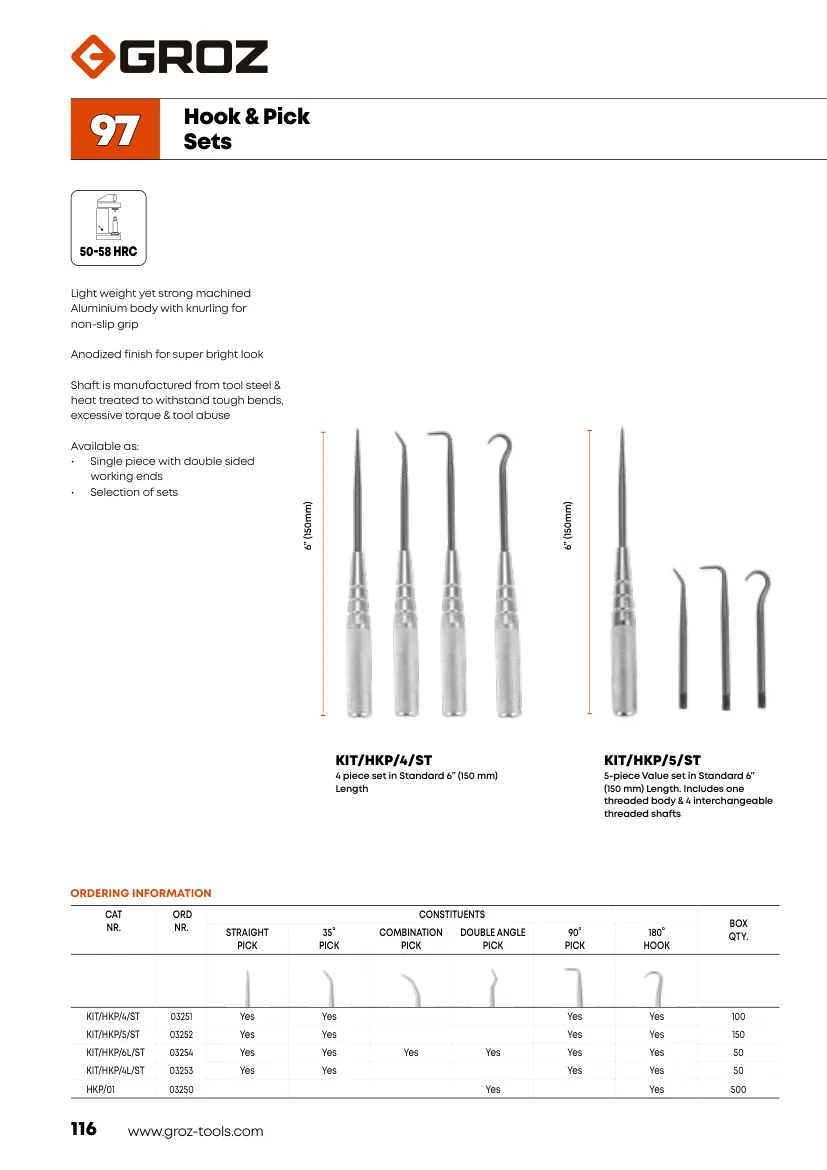 GROZ
97
Hook & Pick
Sets
50-58 HRC
Light weight yet strong machined
Aluminium body with knurling for
non-slip grip
Anodized finish for super bright look
Shaft is manufactured from tool steel &
heat treated to withstand tough bends,
excessive torque & tool abuse
Available as:
• Single piece with double sided
working ends
• Selection of sets
6" (150mm)
6" (150mm)
KIT/HKP/4/ST
4 piece set in Standard 6" (150 mm)
Length
KIT/HKP/5/ST
5-piece Value set in Standard 6"
(150 mm) Length. Includes one
threaded body & 4 interchangeable
threaded shafts
ORDERING INFORMATION
CAT NR. ORD NR. CONSTITUENTS BOX QTY.
STRAIGHT PICK 35° PICK COMBINATION PICK DOUBLE ANGLE PICK 90° PICK 180° HOOK
KIT/HKP/4/ST 03251 Yes Yes Yes Yes 100
KIT/HKP/5/ST 03252 Yes Yes Yes Yes 150
KIT/HKP/6L/ST 03254 Yes Yes Yes Yes Yes Yes 50
KIT/HKP/4L/ST 03253 Yes Yes Yes Yes 50
HKP/01 03250 Yes Yes 500
116 www.groz-tools.com